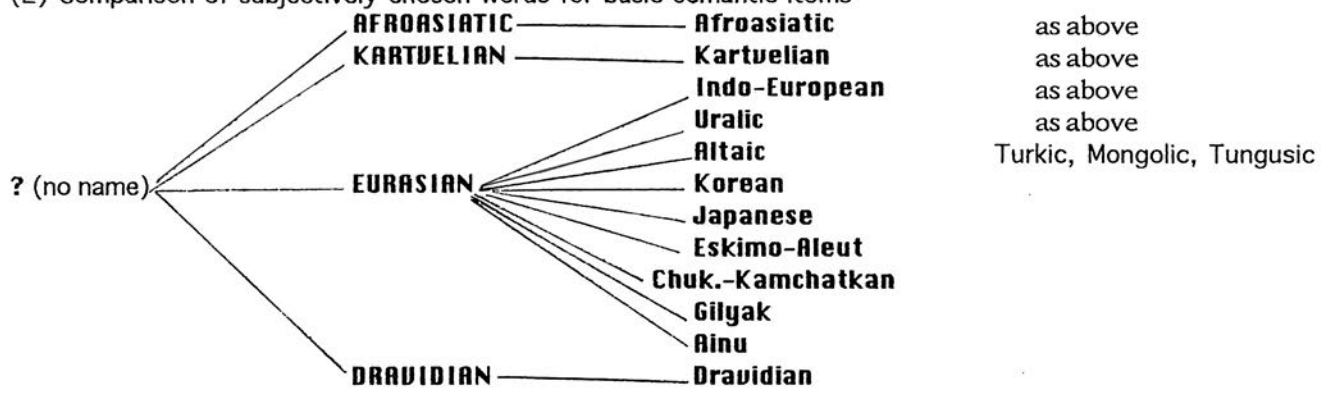 (2) Comparison of subjectively chosen words for basic semantic items
AFROASIATIC Afroasiatic as above
KARTVELIAN Kartvelian as above
Indo-European as above
Uralic as above
Altaic Turkic, Mongolic, Tungusic
? (no name) EURASIAN Korean
Japanese
Eskimo-Aleut
Chuk.-Kamchatkan
Gilyak
Ainu
DRAVIDIAN Dravidian